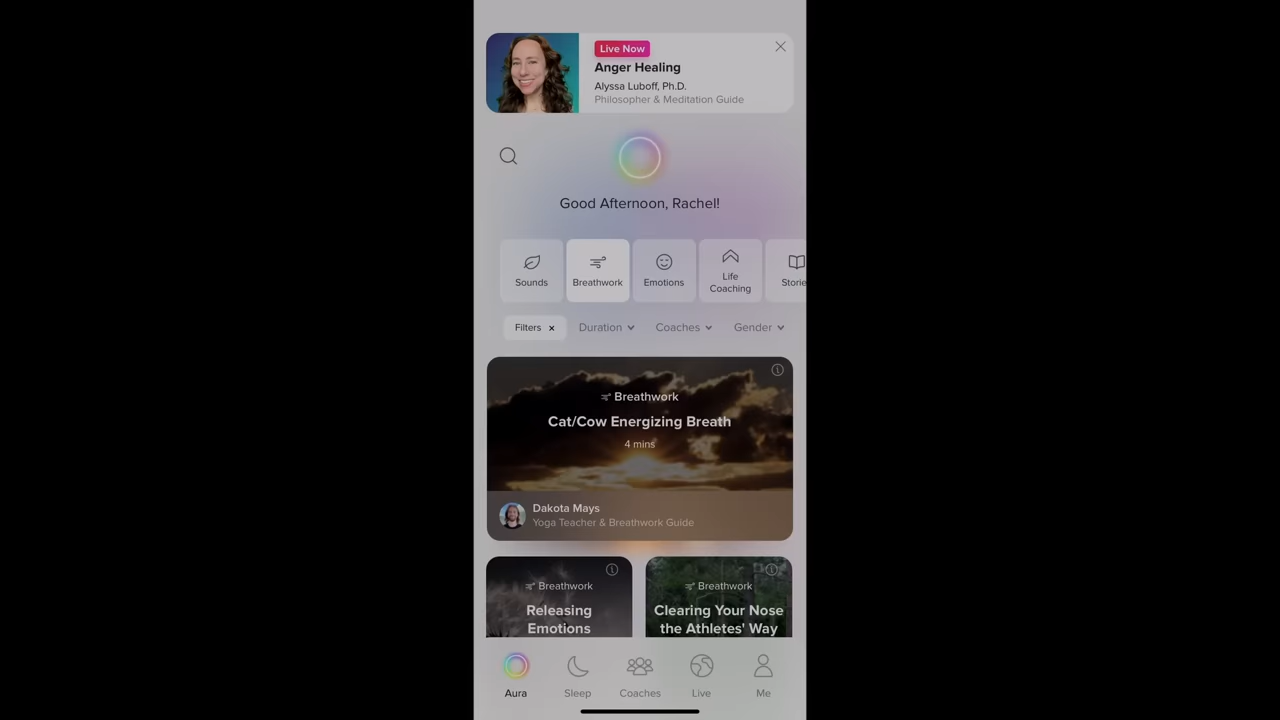 Live Now
Anger Healing
Alyssa Luboff, Ph.D.
Philosopher & Meditation Guide
Good Afternoon, Rachel!
Sounds
Breathwork
Emotions
Life
Coaching
Storie
Filters ×
Duration
Coaches
Gender
Breathwork
Cat/Cow Energizing Breath
4 mins
Dakota Mays
Yoga Teacher & Breathwork Guide
Breathwork
Releasing
Emotions
Breathwork
Clearing Your Nose
the Athletes' Way
Aura
Sleep
Coaches
Live
Me